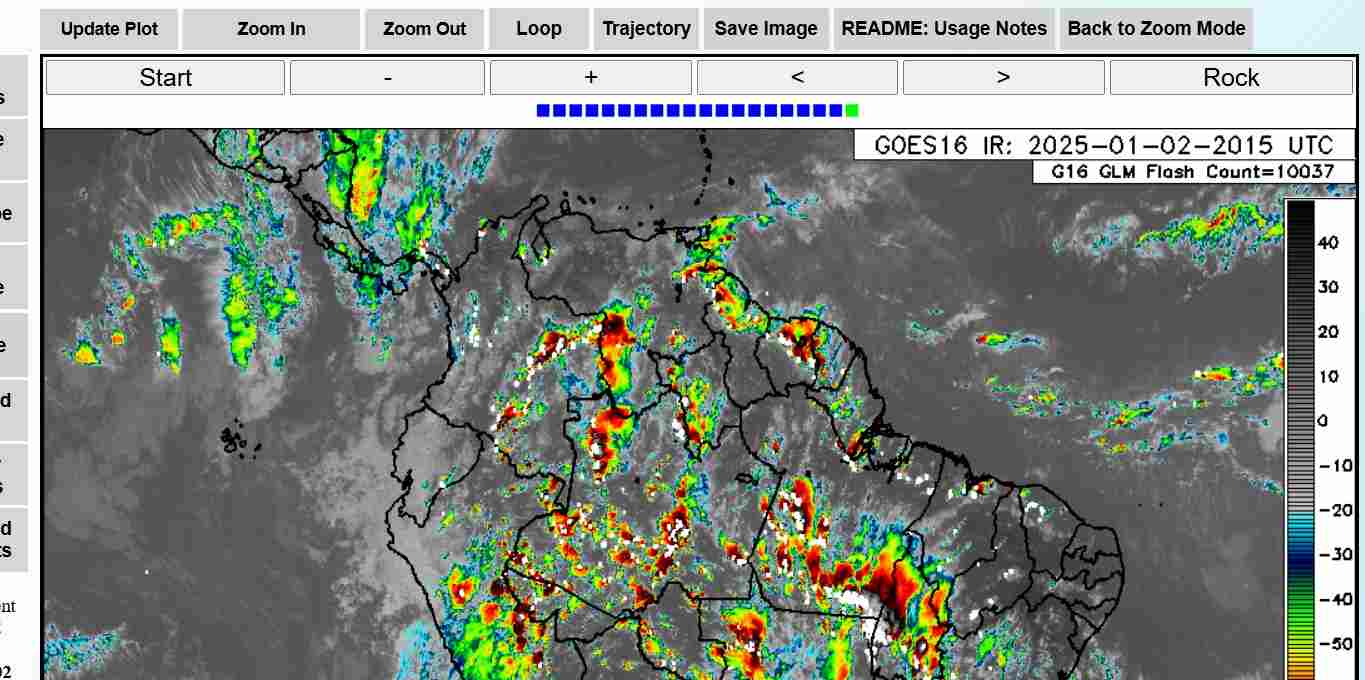 Update Plot Zoom In Zoom Out Loop Trajectory Save Image README: Usage Notes Back to Zoom Mode
Start - + < > Rock
GOES16 IR: 2025-01-02-2015 UTC
G16 GLM Flash Count=10037
40
30
20
10
0
-10
-20
-30
-40
-50